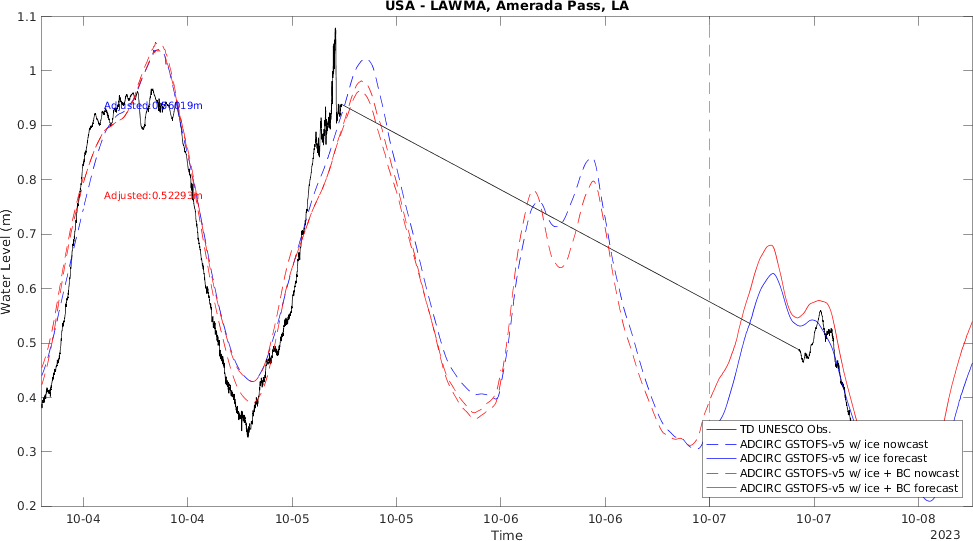 USA - LAWMA, Amerada Pass, LA
1.1
1
0.9
0.8
0.7
0.6
0.5
0.4
0.3
0.2
Water Level (m)
Adjusted:0.52293m
TD UNESCO Obs.
ADCIRC GSTOFS-v5 w/ ice nowcast
ADCIRC GSTOFS-v5 w/ ice forecast
ADCIRC GSTOFS-v5 w/ ice + BC nowcast
ADCIRC GSTOFS-v5 w/ ice + BC forecast
10-04 10-04 10-05 10-05 10-06 10-06 10-07 10-07 10-08
Time
2023